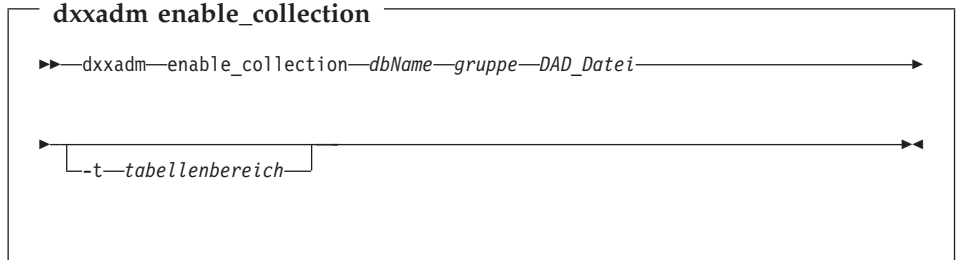 dxxadm enable_collection
dxxadm enable_collection dbName gruppe DAD_Datei
-t tabellenbereich